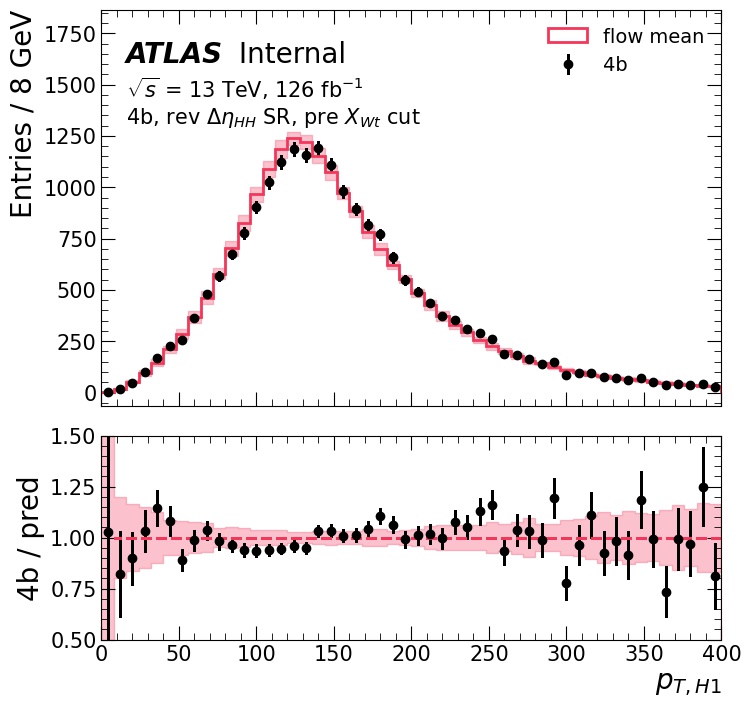 Entries / 8 GeV
1750
1500
1250
1000
750
500
250
0
ATLAS Internal
√s = 13 TeV, 126 fb⁻¹
4b, rev Δη_HH SR, pre X_Wt cut
flow mean
4b
4b / pred
1.50
1.25
1.00
0.75
0.50
0 50 100 150 200 250 300 350 400
p_T,H1